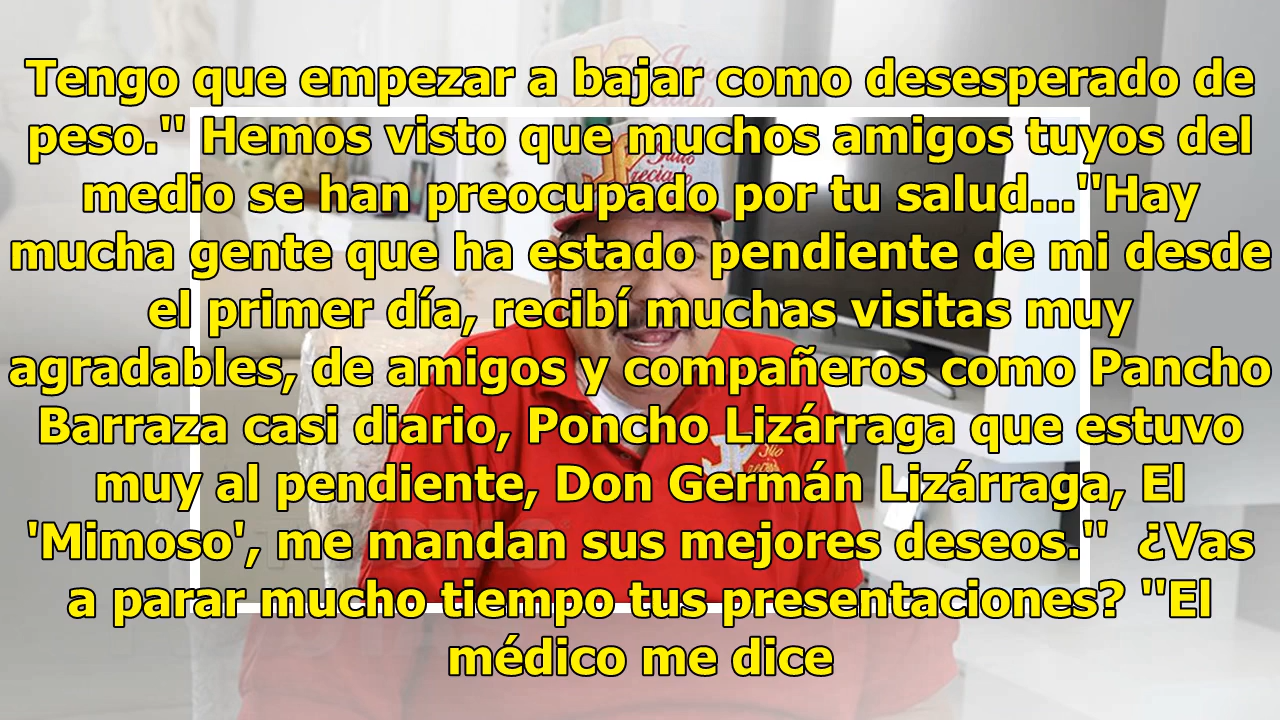 Tengo que empezar a bajar como desesperado de
peso." Hemos visto que muchos amigos tuyos del
medio se han preocupado por tu salud..."Hay
mucha gente que ha estado pendiente de mi desde
el primer día, recibí muchas visitas muy
agradables, de amigos y compañeros como Pancho
Barraza casi diario, Poncho Lizárraga que estuvo
muy al pendiente, Don Germán Lizárraga, El
'Mimoso', me mandan sus mejores deseos."  ¿Vas
a parar mucho tiempo tus presentaciones? "El
médico me dice